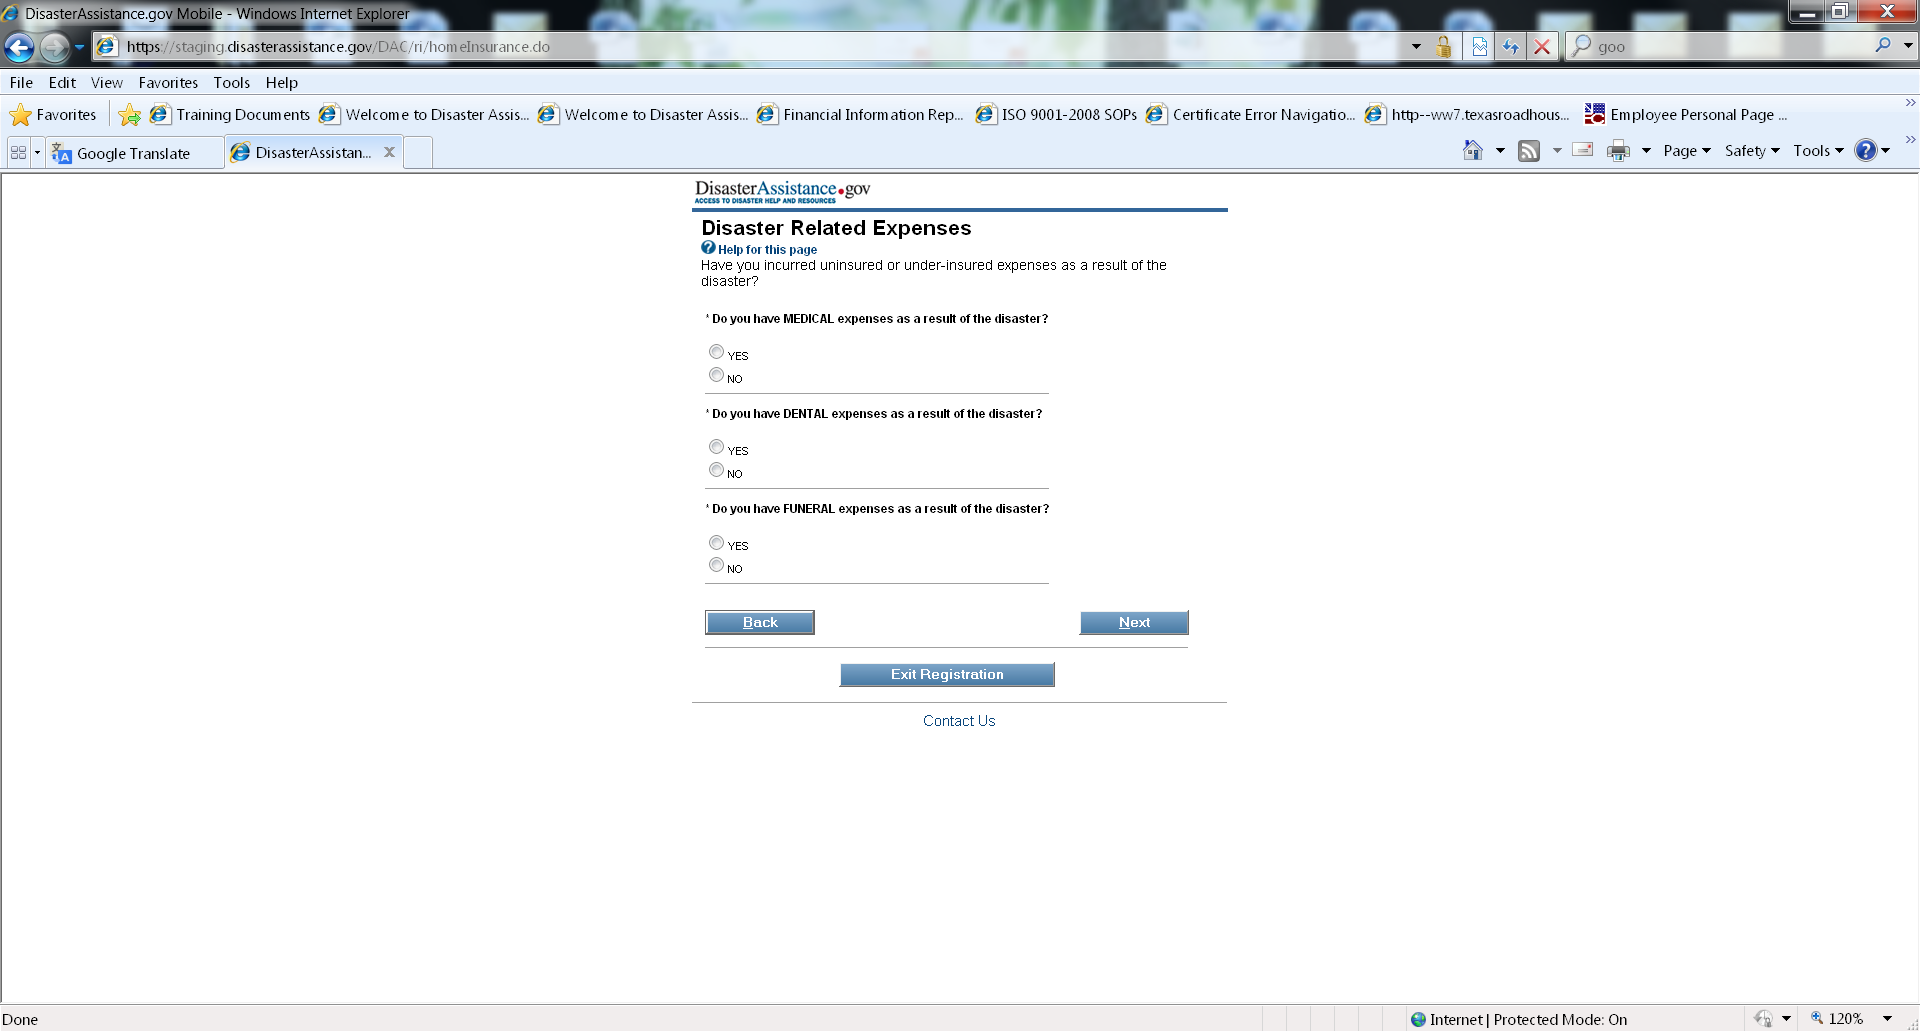 DisasterAssistance.gov Mobile - Windows Internet Explorer
https://staging.disasterassistance.gov/DAC/ri/homeInsurance.do
goo
File Edit View Favorites Tools Help
Favorites Training Documents Welcome to Disaster Assis... Welcome to Disaster Assis... Financial Information Rep... ISO 9001-2008 SOPs Certificate Error Navigatio... http--ww7.texasroadhous... Employee Personal Page ...
Google Translate DisasterAssistan... Page Safety Tools
DisasterAssistance.gov
ACCESS TO DISASTER HELP AND RESOURCES
Disaster Related Expenses
Help for this page
Have you incurred uninsured or under-insured expenses as a result of the
disaster?
* Do you have MEDICAL expenses as a result of the disaster?
YES
NO
* Do you have DENTAL expenses as a result of the disaster?
YES
NO
* Do you have FUNERAL expenses as a result of the disaster?
YES
NO
Back Next
Exit Registration
Contact Us
Done Internet | Protected Mode: On 120%